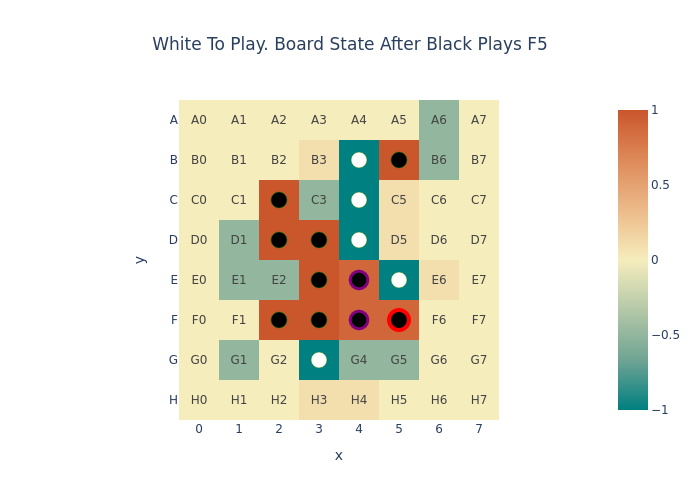 White To Play. Board State After Black Plays F5
A A0 A1 A2 A3 A4 A5 A6 A7
B B0 B1 B2 B3 B6 B7
C C0 C1 C3 C5 C6 C7
D D0 D1 D5 D6 D7
E E0 E1 E2 E6 E7
F F0 F1 F6 F7
G G0 G1 G2 G4 G5 G6 G7
H H0 H1 H2 H3 H4 H5 H6 H7
0 1 2 3 4 5 6 7
x
y
1
0.5
0
−0.5
−1